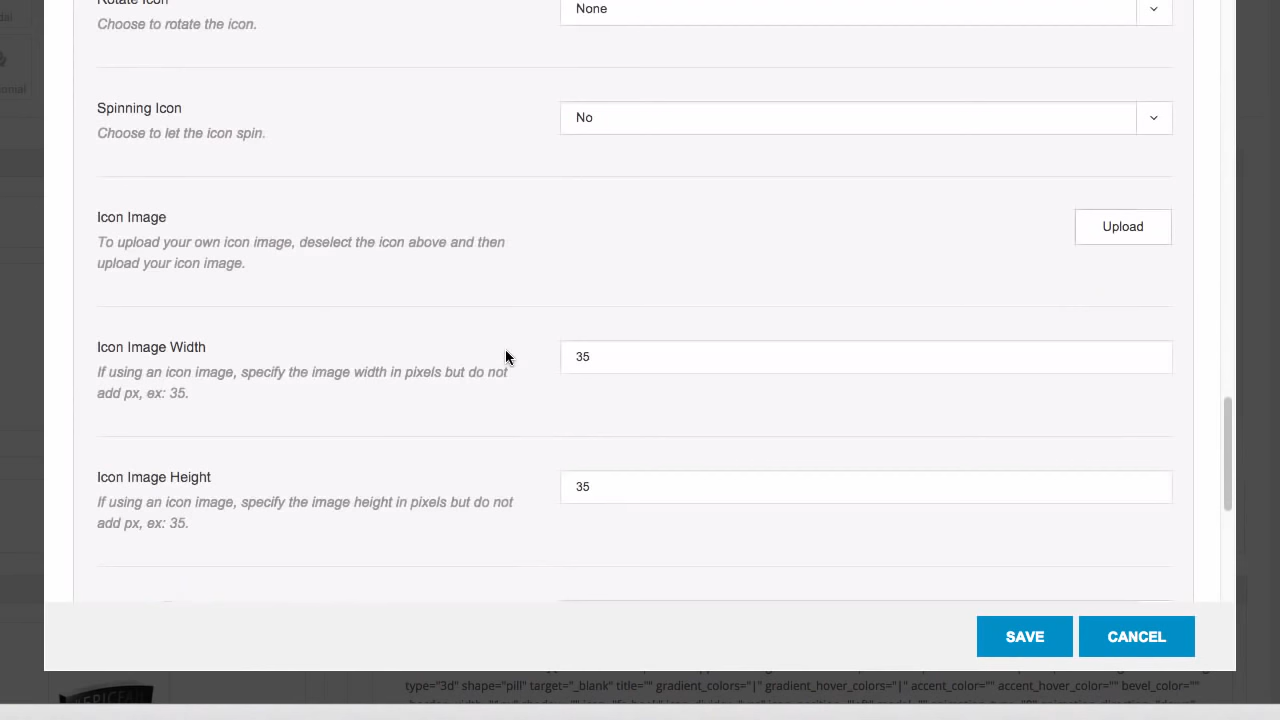 Rotate Icon
None
Choose to rotate the icon.
Spinning Icon
No
Choose to let the icon spin.
Icon Image
Upload
To upload your own icon image, deselect the icon above and then
upload your icon image.
Icon Image Width
35
If using an icon image, specify the image width in pixels but do not
add px, ex: 35.
Icon Image Height
35
If using an icon image, specify the image height in pixels but do not
add px, ex: 35.
SAVE
CANCEL
type="3d" shape="pill" target="_blank" title="" gradient_colors="|" gradient_hover_colors="|" accent_color="" accent_hover_color="" bevel_color=""